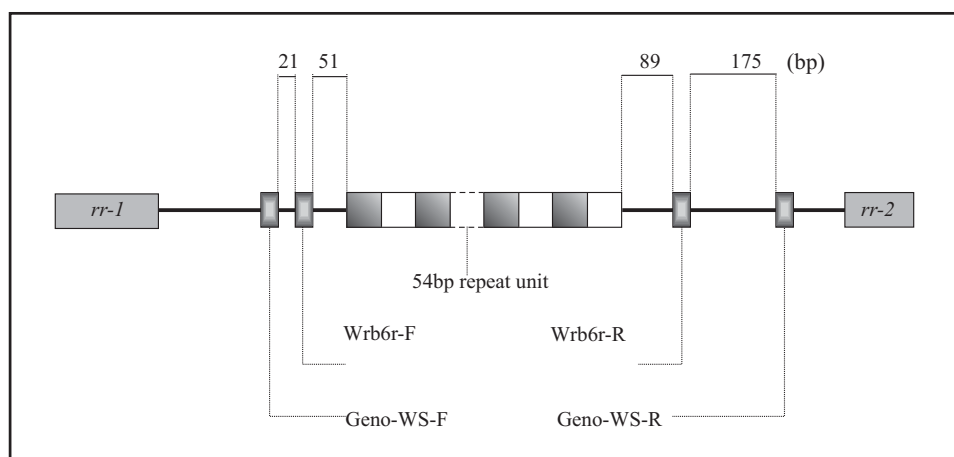 21 51 89 175 (bp)
rr-1 rr-2
54bp repeat unit
Wrb6r-F Wrb6r-R
Geno-WS-F Geno-WS-R